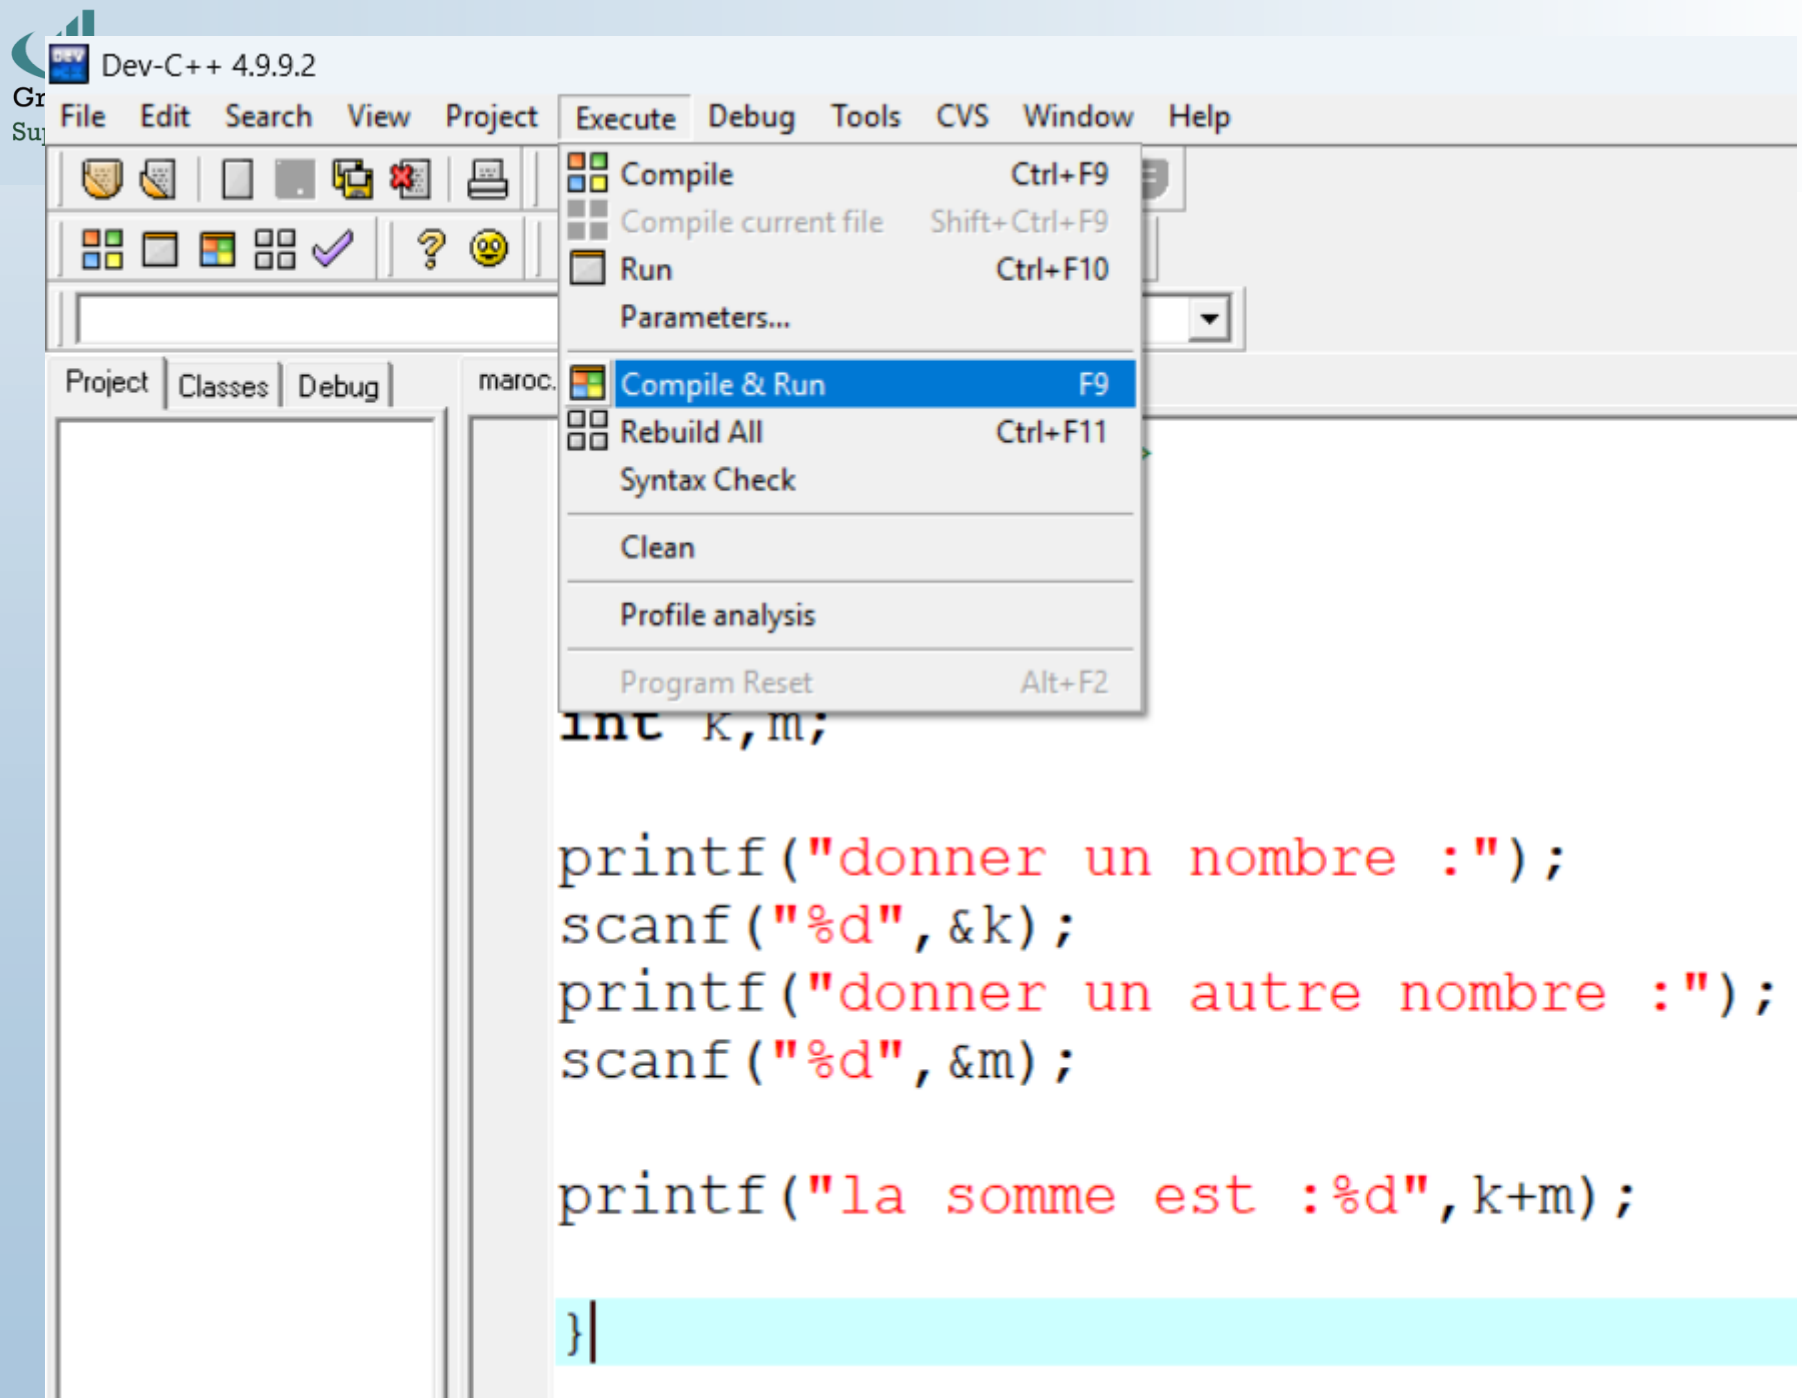 Dev-C++ 4.9.9.2
File Edit Search View Project Execute Debug Tools CVS Window Help
Compile Ctrl+F9
Compile current file Shift+Ctrl+F9
Run Ctrl+F10
Parameters...
Project Classes Debug
maroc.
Compile & Run F9
Rebuild All Ctrl+F11
Syntax Check
Clean
Profile analysis
Program Reset Alt+F2
int k,m;
printf("donner un nombre :");
scanf("%d",&k);
printf("donner un autre nombre :");
scanf("%d",&m);
printf("la somme est :%d",k+m);
}